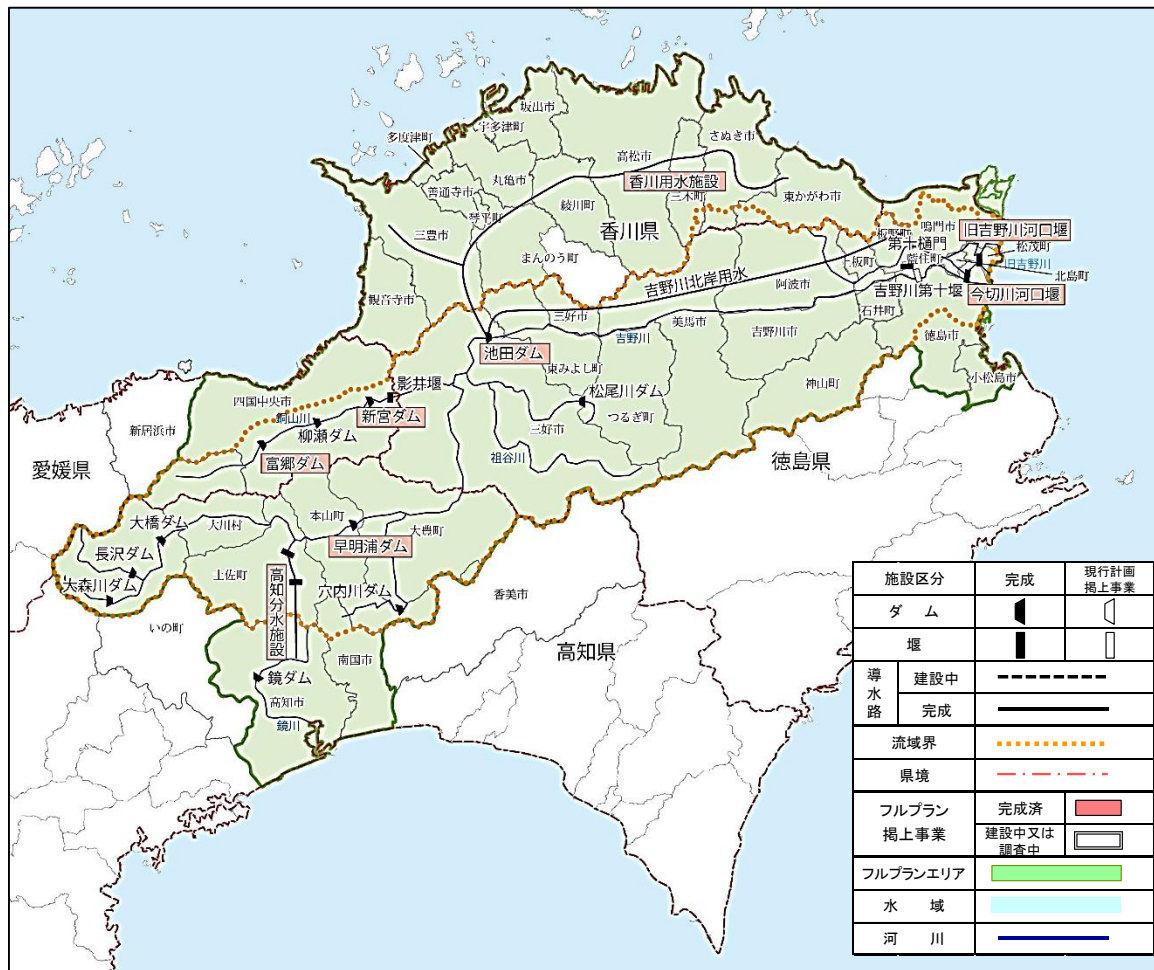 坂出市
宇多津町
多度津町
さぬき市
高松市
丸亀市
善通寺市
香川用水施設
三木町
東かがわ市
綾川町
琴平町
香川県
三豊市
まんのう町
鳴門市
板野町
旧吉野川河口堰
第十樋門
松茂町
藍住町
旧吉野川
上板町
北島町
吉野川北岸用水
阿波市
吉野川第十堰
今切川河口堰
観音寺市
石井町
三好市
美馬市
吉野川
吉野川市
徳島市
池田ダム
東みよし町
小松島市
神山町
影井堰
松尾川ダム
四国中央市
つるぎ町
銅山川
新宮ダム
新居浜市
柳瀬ダム
三好市
祖谷川
富郷ダム
愛媛県
徳島県
本山町
大橋ダム
大川村
大豊町
早明浦ダム
長沢ダム
土佐町
大森川ダム
高知分水施設
穴内川ダム
香美市
いの町
高知県
南国市
鏡ダム
高知市
鏡川
施設区分
完成
現行計画
掲上事業
ダム
堰
導水路
建設中
完成
流域界
県境
フルプラン
掲上事業
完成済
建設中又は
調査中
フルプランエリア
水 域
河 川